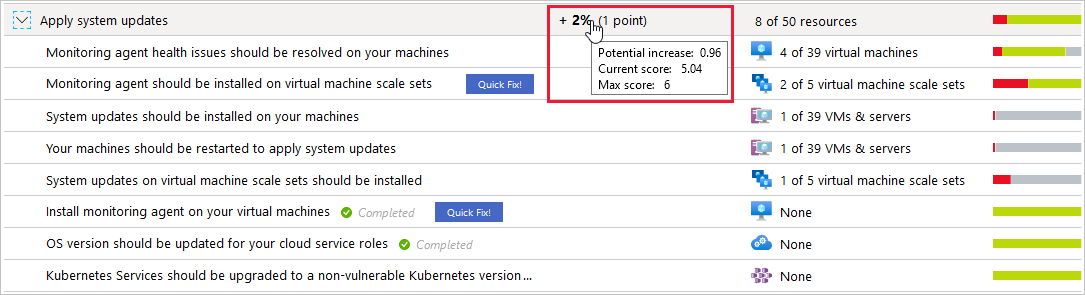 Apply system updates + 2% (1 point) 8 of 50 resources
Potential increase: 0.96
Current score: 5.04
Max score: 6
Monitoring agent health issues should be resolved on your machines 4 of 39 virtual machines
Monitoring agent should be installed on virtual machine scale sets Quick Fix! 2 of 5 virtual machine scale sets
System updates should be installed on your machines 1 of 39 VMs & servers
Your machines should be restarted to apply system updates 1 of 39 VMs & servers
System updates on virtual machine scale sets should be installed 1 of 5 virtual machine scale sets
Install monitoring agent on your virtual machines Completed Quick Fix! None
OS version should be updated for your cloud service roles Completed None
Kubernetes Services should be upgraded to a non-vulnerable Kubernetes version ... None